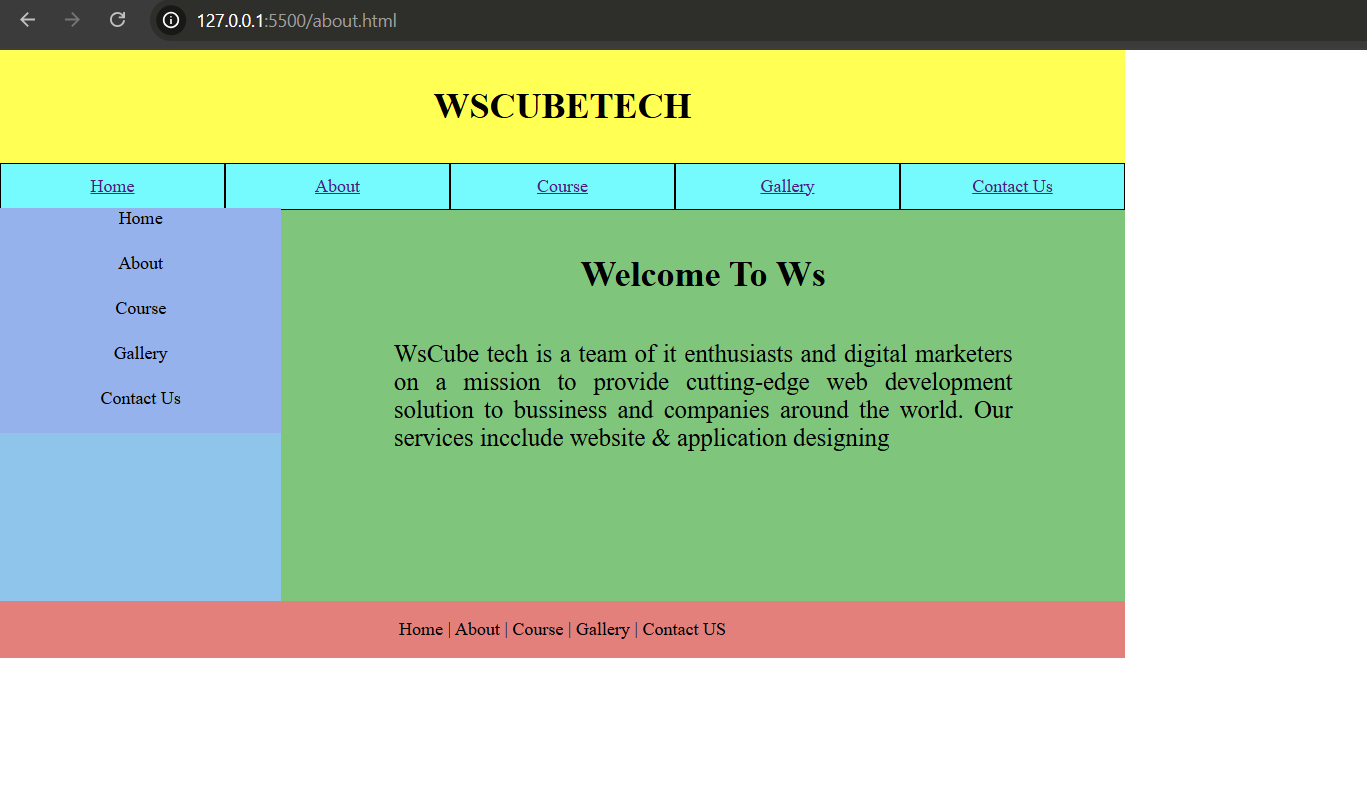 127.0.0.1:5500/about.html
WSCUBETECH
Home About Course Gallery Contact Us
Home
About
Course
Gallery
Contact Us
Welcome To Ws
WsCube tech is a team of it enthusiasts and digital marketers
on a mission to provide cutting-edge web development
solution to bussiness and companies around the world. Our
services incclude website & application designing
Home | About | Course | Gallery | Contact US